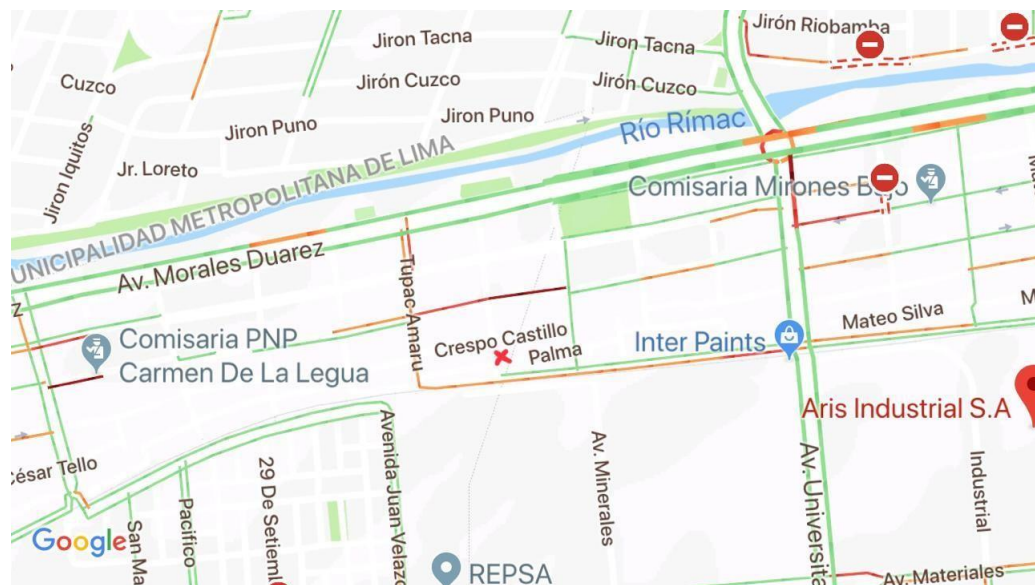 Jirón Riobamba
Jiron Tacna
Jiron Tacna
Cuzco
Jirón Cuzco
Jirón Cuzco
Jiron Puno
Jiron Puno
Río Rímac
Jiron Iquitos
Jr. Loreto
UNICIPALIDAD METROPOLITANA DE LIMA
Comisaria Mirones Bajo
Av. Morales Duarez
Tupac-Amaru
Mateo Silva
Comisaria PNP
Carmen De La Legua
Crespo Castillo
Palma
Inter Paints
Aris Industrial S.A
Avenida Juan Velazo
Av. Minerales
Av. Universita
Industrial
César Tello
29 De Setiemb
Pacifico
San Ma
Google
REPSA
Av. Materiales